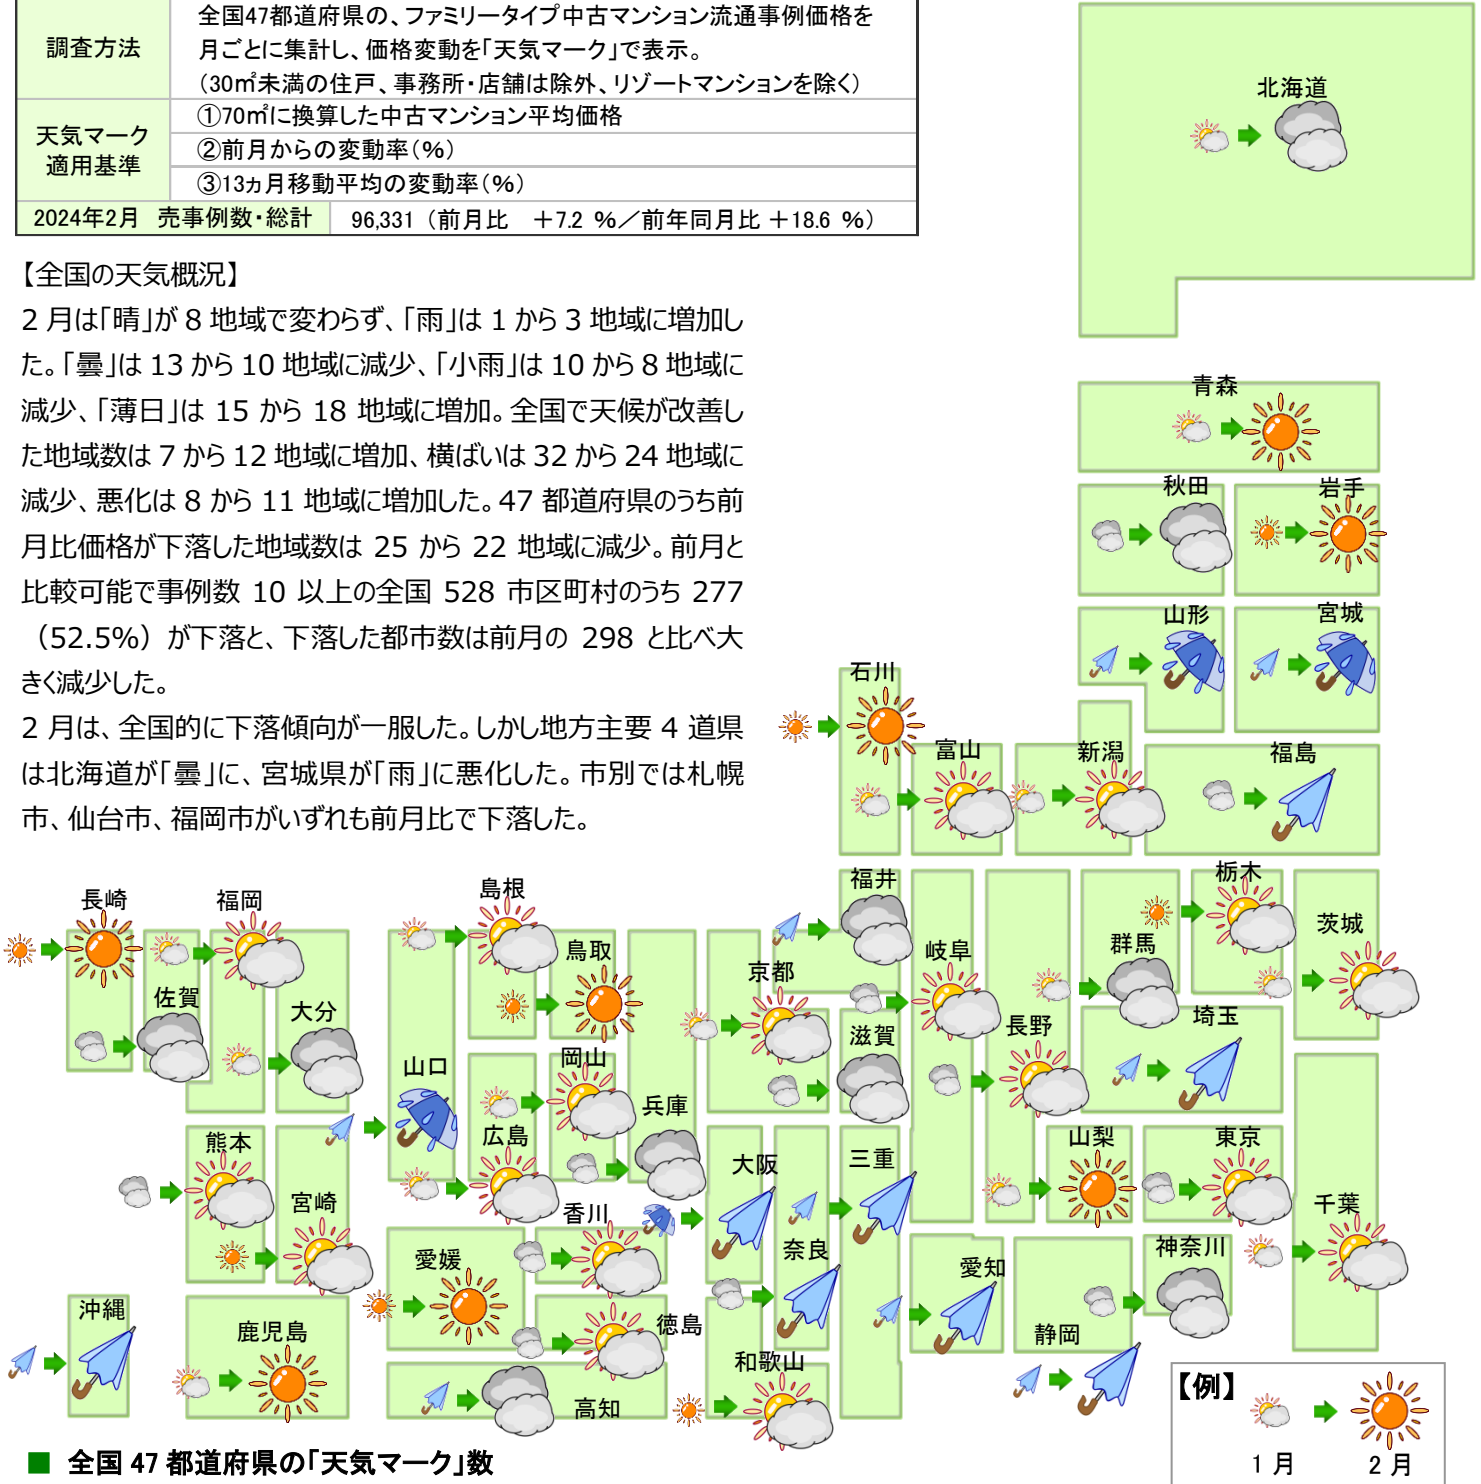 調査方法
全国47都道府県の、ファミリータイプ中古マンション流通事例価格を
月ごとに集計し、価格変動を「天気マーク」で表示。
（30㎡未満の住戸、事務所・店舗は除外、リゾートマンションを除く）
天気マーク
適用基準
①70㎡に換算した中古マンション平均価格
②前月からの変動率（%）
③13ヵ月移動平均の変動率（%）
2024年2月　売事例数・総計
96,331（前月比　＋7.2 %／前年同月比 ＋18.6 %）
【全国の天気概況】
2 月は「晴」が 8 地域で変わらず、「雨」は 1 から 3 地域に増加し
た。「曇」は 13 から 10 地域に減少、「小雨」は 10 から 8 地域に
減少、「薄日」は 15 から 18 地域に増加。全国で天候が改善し
た地域数は 7 から 12 地域に増加、横ばいは 32 から 24 地域に
減少、悪化は 8 から 11 地域に増加した。47 都道府県のうち前
月比価格が下落した地域数は 25 から 22 地域に減少。前月と
比較可能で事例数 10 以上の全国 528 市区町村のうち 277
（52.5%）が下落と、下落した都市数は前月の 298 と比べ大
きく減少した。
2 月は、全国的に下落傾向が一服した。しかし地方主要 4 道県
は北海道が「曇」に、宮城県が「雨」に悪化した。市別では札幌
市、仙台市、福岡市がいずれも前月比で下落した。
北海道
青森
秋田
岩手
山形
宮城
石川
富山
新潟
福島
長崎
福岡
島根
福井
栃木
茨城
鳥取
京都
岐阜
群馬
佐賀
大分
滋賀
長野
埼玉
山口
岡山
兵庫
熊本
広島
大阪
三重
山梨
東京
宮崎
香川
千葉
愛媛
奈良
愛知
神奈川
沖縄
鹿児島
徳島
静岡
和歌山
高知
【例】
1 月
2 月
■ 全国 47 都道府県の「天気マーク」数